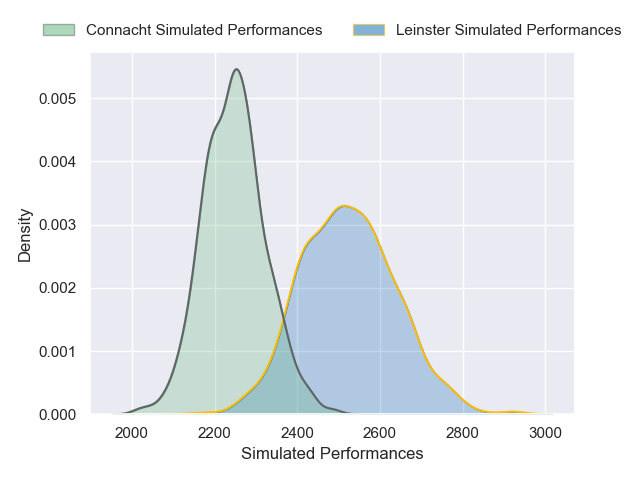 Connacht Simulated Performances
Leinster Simulated Performances
Density
0.005
0.004
0.003
0.002
0.001
0.000
2000 2200 2400 2600 2800 3000
Simulated Performances